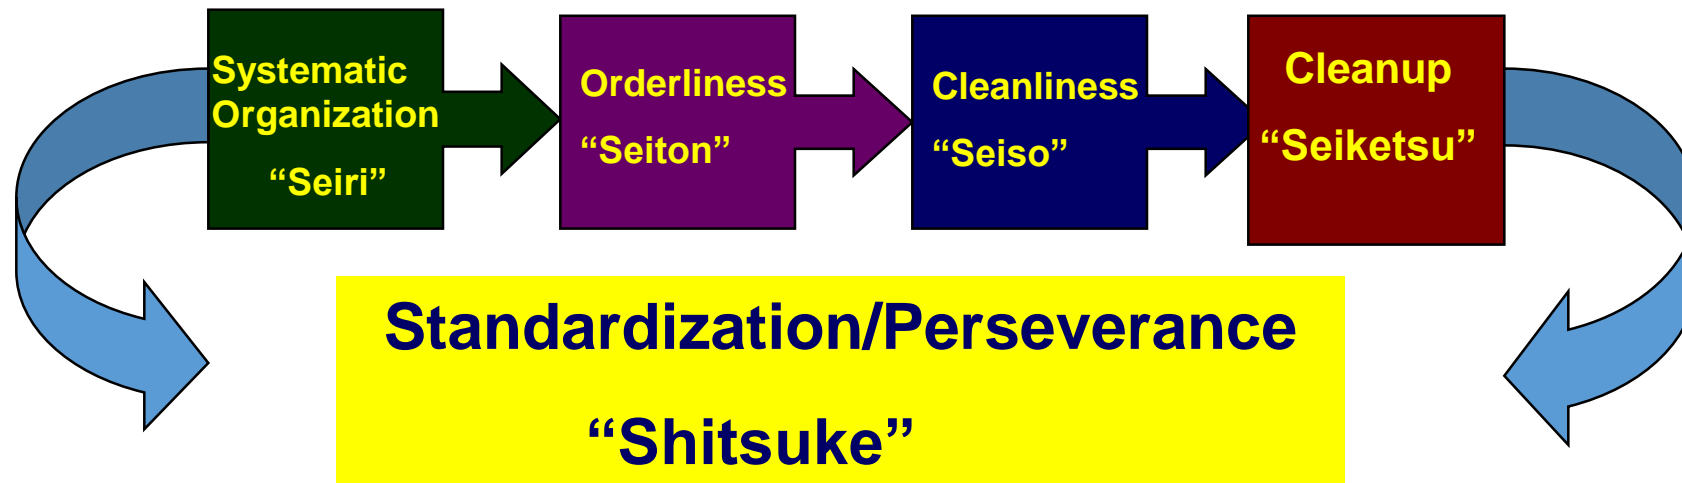 Systematic
Organization
“Seiri”
Orderliness
“Seiton”
Cleanliness
“Seiso”
Cleanup
“Seiketsu”
Standardization/Perseverance
“Shitsuke”